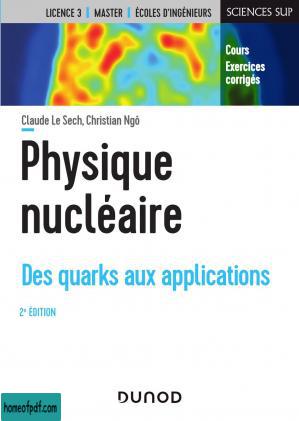 LICENCE 3 | MASTER | ÉCOLES D'INGÉNIEURS SCIENCES SUP
Cours
Exercices
corrigés
Claude Le Sech, Christian Ngô
Physique
nucléaire
Des quarks aux applications
2e ÉDITION
DUNOD
homeofpdf.com